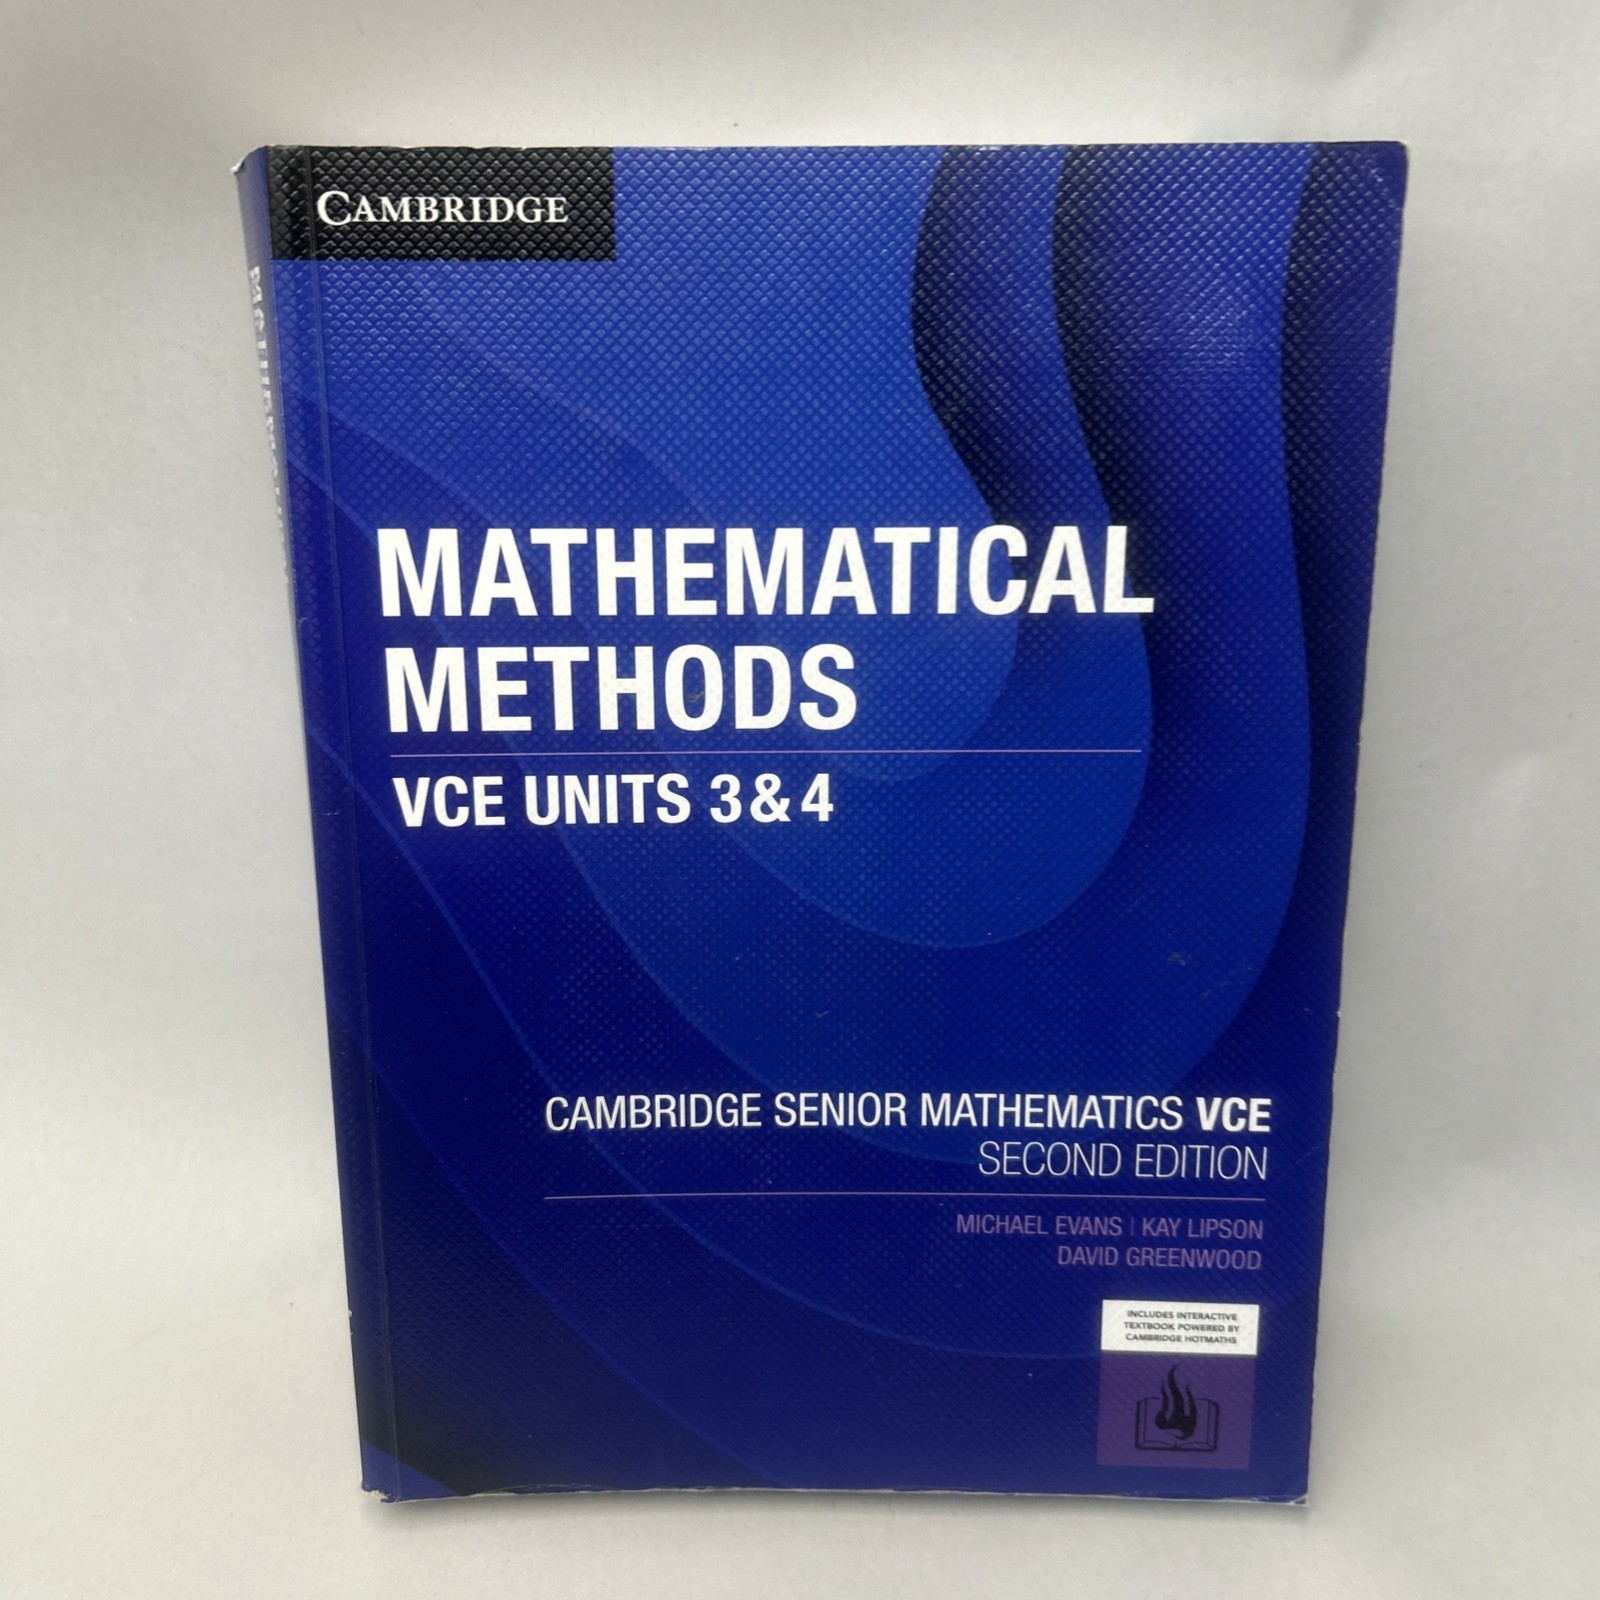 CAMBRIDGE
MATHEMATICAL
METHODS
VCE UNITS 3 & 4
CAMBRIDGE SENIOR MATHEMATICS VCE
SECOND EDITION
MICHAEL EVANS | KAY LIPSON
DAVID GREENWOOD
INCLUDES INTERACTIVE
TEXTBOOK POWERED BY
CAMBRIDGE HOTMATHS